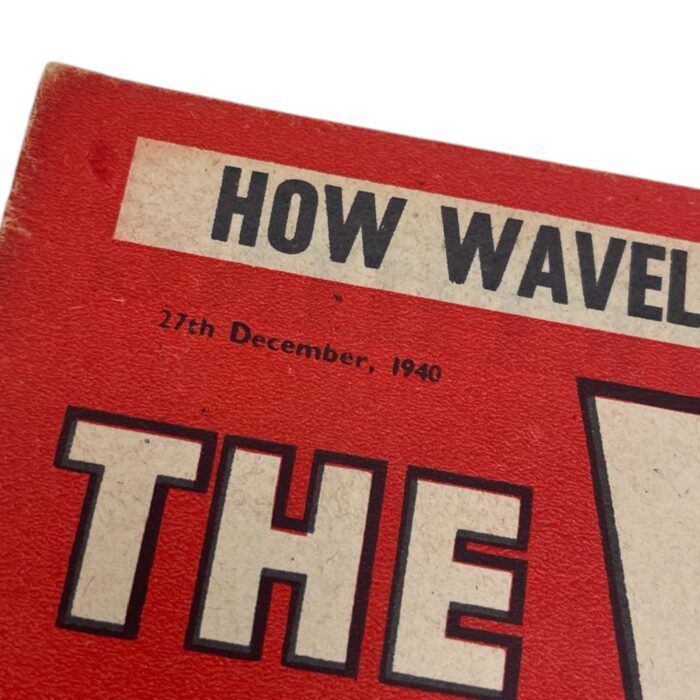 HOW WAVEL
27th December, 1940
THE